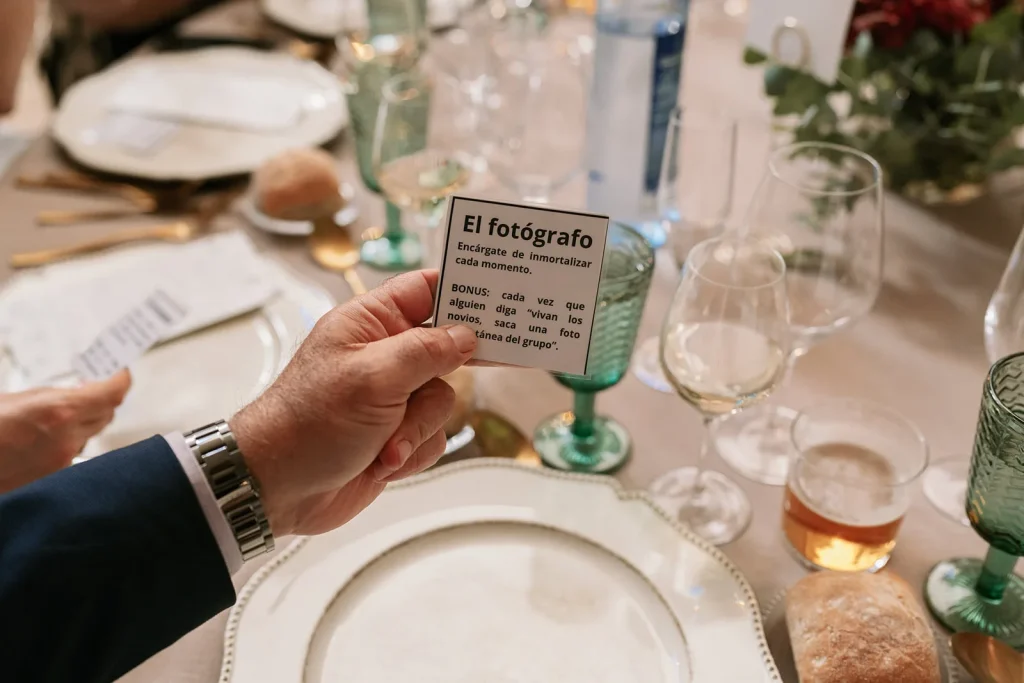 El fotógrafo
Encárgate de inmortalizar
cada momento.
BONUS: cada vez que
alguien diga "vivan los
novios, saca una foto
tánea del grupo".